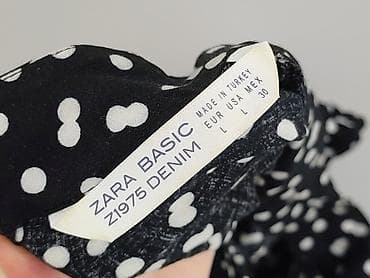 ZARA BASIC
Z1975 DENIM
MADE IN TURKEY
EUR USA MEX
L L 30